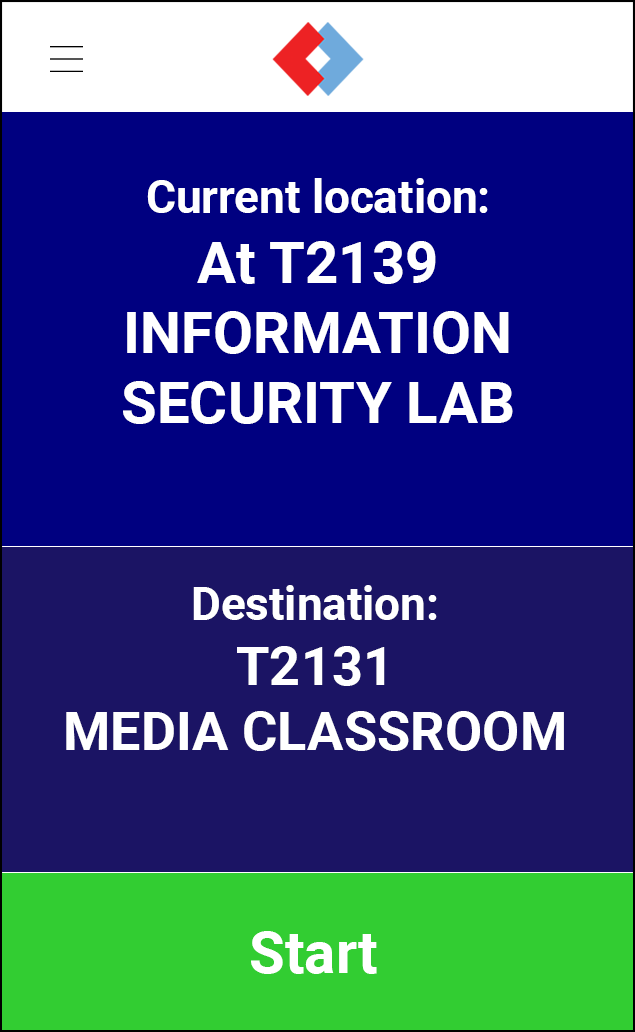 Current location:
At T2139
INFORMATION
SECURITY LAB
Destination:
T2131
MEDIA CLASSROOM
Start